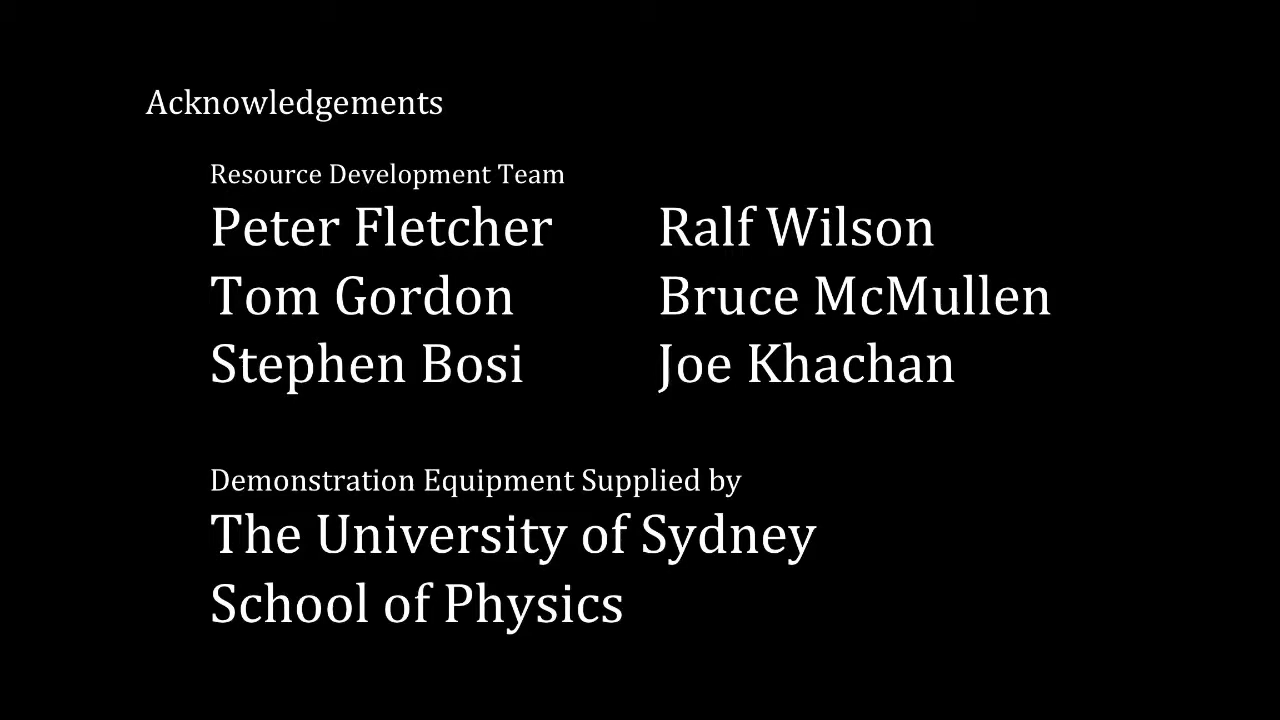 Acknowledgements
Resource Development Team
Peter Fletcher Ralf Wilson
Tom Gordon Bruce McMullen
Stephen Bosi Joe Khachan
Demonstration Equipment Supplied by
The University of Sydney
School of Physics